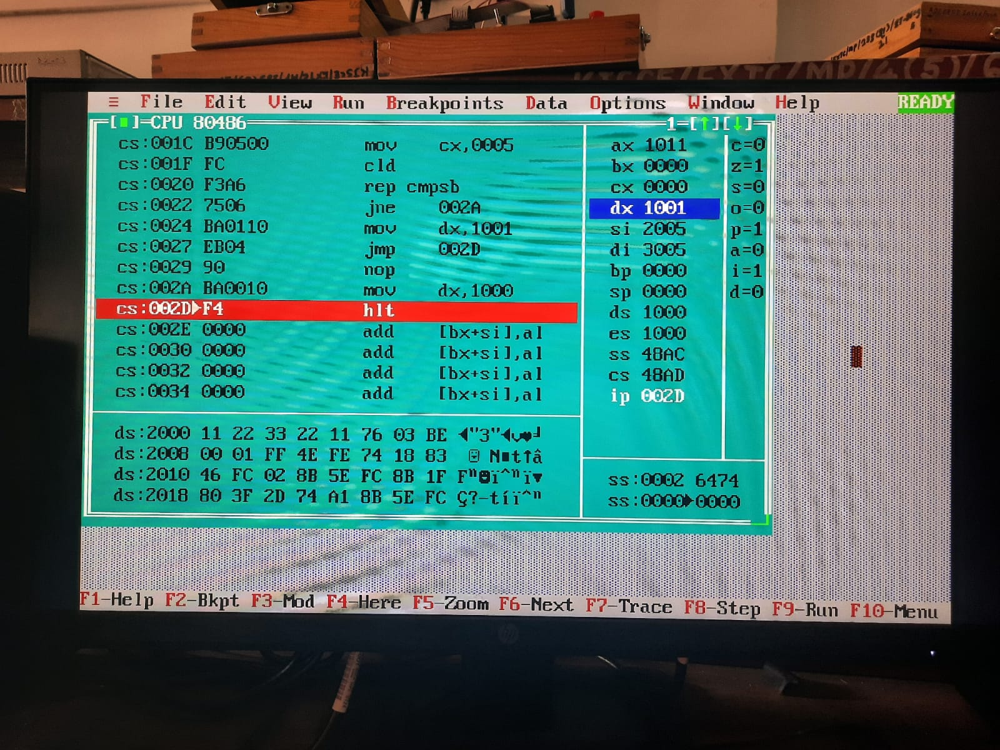 ≡ File Edit View Run Breakpoints Data Options Window Help READY
[■]=CPU 80486 1=[↑][↓]
cs:001C B90500 mov cx,0005
cs:001F FC cld
cs:0020 F3A6 rep cmpsb
cs:0022 7506 jne 002A
cs:0024 BA0110 mov dx,1001
cs:0027 EB04 jmp 002D
cs:0029 90 nop
cs:002A BA0010 mov dx,1000
cs:002D►F4 hlt
cs:002E 0000 add [bx+si],al
cs:0030 0000 add [bx+si],al
cs:0032 0000 add [bx+si],al
cs:0034 0000 add [bx+si],al
ax 1011 c=0
bx 0000 z=1
cx 0000 s=0
dx 1001 o=0
si 2005 p=1
di 3005 a=0
bp 0000 i=1
sp 0000 d=0
ds 1000
es 1000
ss 48AC
cs 48AD
ip 002D
ds:2000 11 22 33 22 11 76 03 BE ◄"3"◄v♥╛
ds:2008 00 01 FF 4E FE 74 18 83 ☺ N■t↑â
ds:2010 46 FC 02 8B 5E FC 8B 1F Fⁿ☻ï^ⁿï▼
ds:2018 80 3F 2D 74 A1 8B 5E FC Ç?-tíï^ⁿ
ss:0002 6474
ss:0000►0000
F1-Help F2-Bkpt F3-Mod F4-Here F5-Zoom F6-Next F7-Trace F8-Step F9-Run F10-Menu
hp